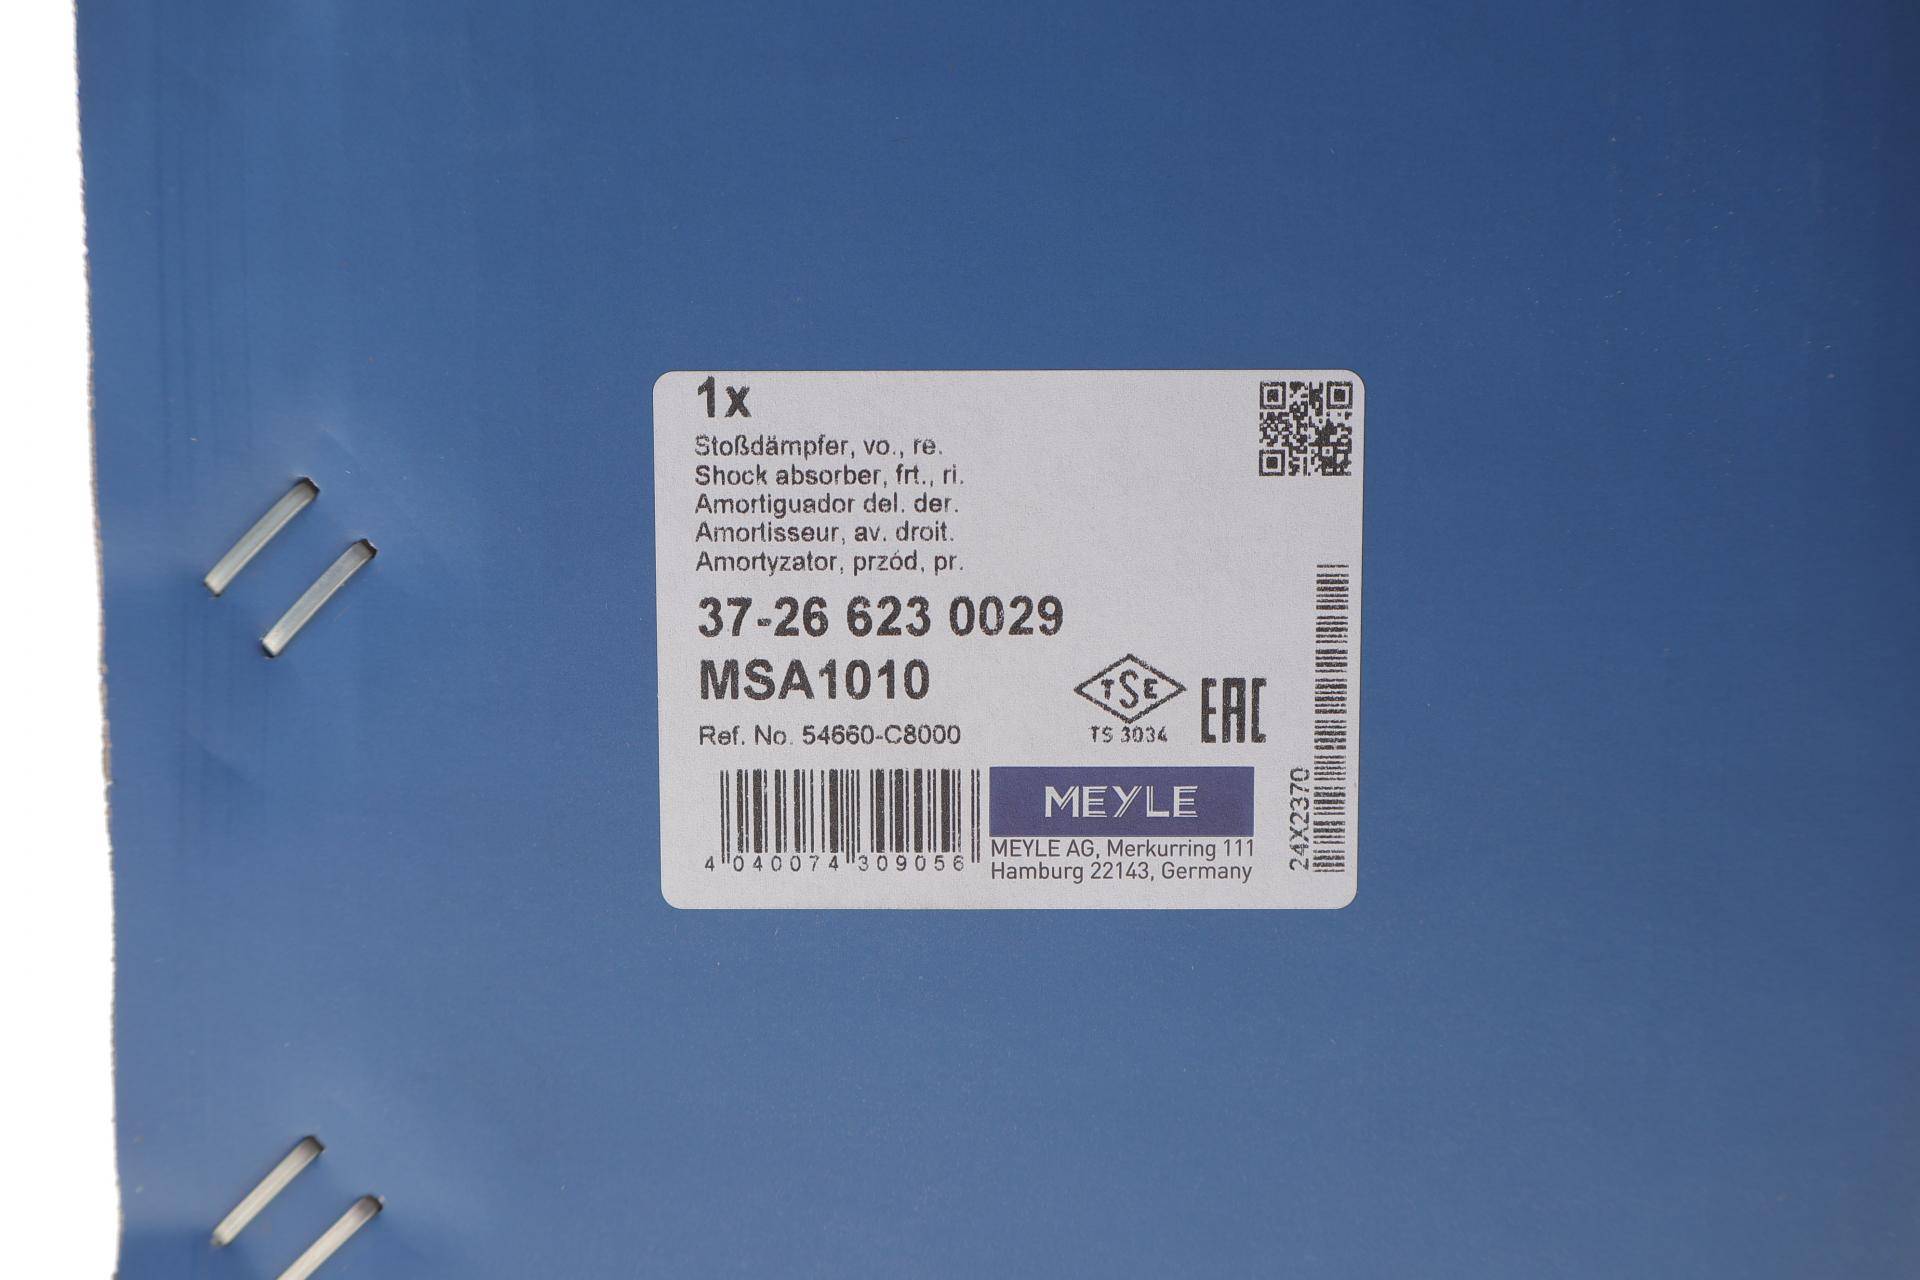 1x
Stoßdämpfer, vo., re.
Shock absorber, frt., ri.
Amortiguador del. der.
Amortisseur, av. droit.
Amortyzator, przód, pr.
37-26 623 0029
MSA1010
Ref. No. 54660-C8000
TSE
TS 3034
EAC
4 040074 309056
MEYLE
MEYLE AG, Merkurring 111
Hamburg 22143, Germany
24X2370